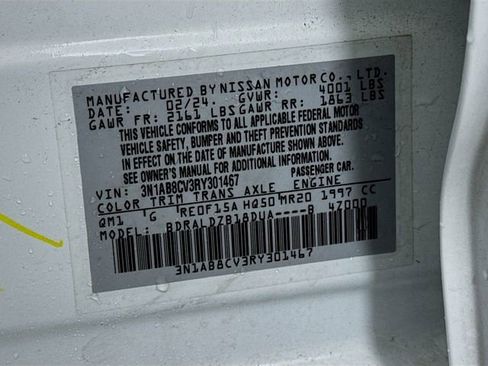 MANUFACTURED BY NISSAN MOTOR CO., LTD.
DATE: 02/24. GVWR: 4001 LBS
GAWR FR: 2161 LBS GAWR RR: 1863 LBS
THIS VEHICLE CONFORMS TO ALL APPLICABLE FEDERAL MOTOR
VEHICLE SAFETY, BUMPER AND THEFT PREVENTION STANDARDS
IN EFFECT ON THE DATE OF MANUFACTURE SHOWN ABOVE. SEE
OWNER'S MANUAL FOR ADDITIONAL INFORMATION.
VIN: 3N1AB8CV3RY301467 PASSENGER CAR.
COLOR TRIM TRANS AXLE ENGINE
QM1 G RE0F15A HQ50 MR20 1997 CC
MODEL: BDRALDZB18DUA----B 47000
3N1AB8CV3RY301467